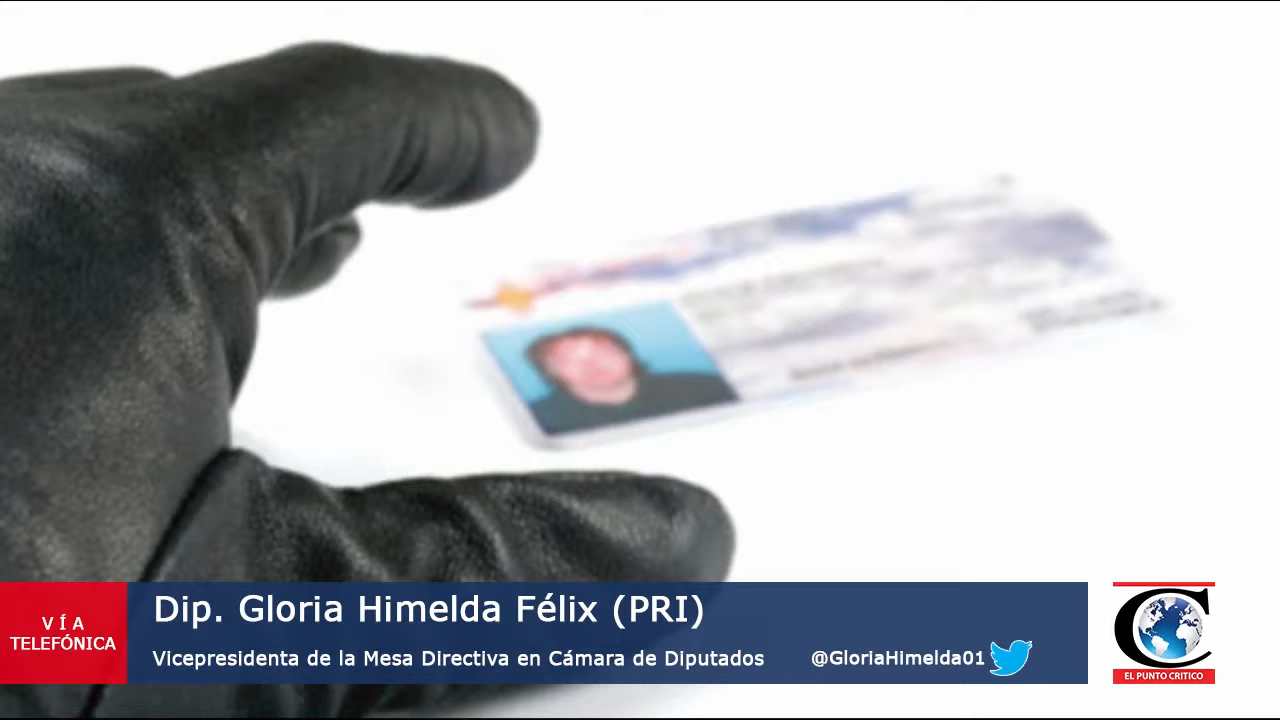 VÍA
TELEFÓNICA
Dip. Gloria Himelda Félix (PRI)
Vicepresidenta de la Mesa Directiva en Cámara de Diputados @GloriaHimelda01
C
EL PUNTO CRITICO